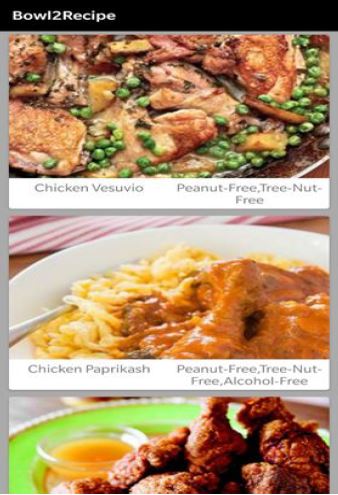 Bowl2Recipe
Chicken Vesuvio
Peanut-Free,Tree-Nut-
Free
Chicken Paprikash
Peanut-Free,Tree-Nut-
Free,Alcohol-Free